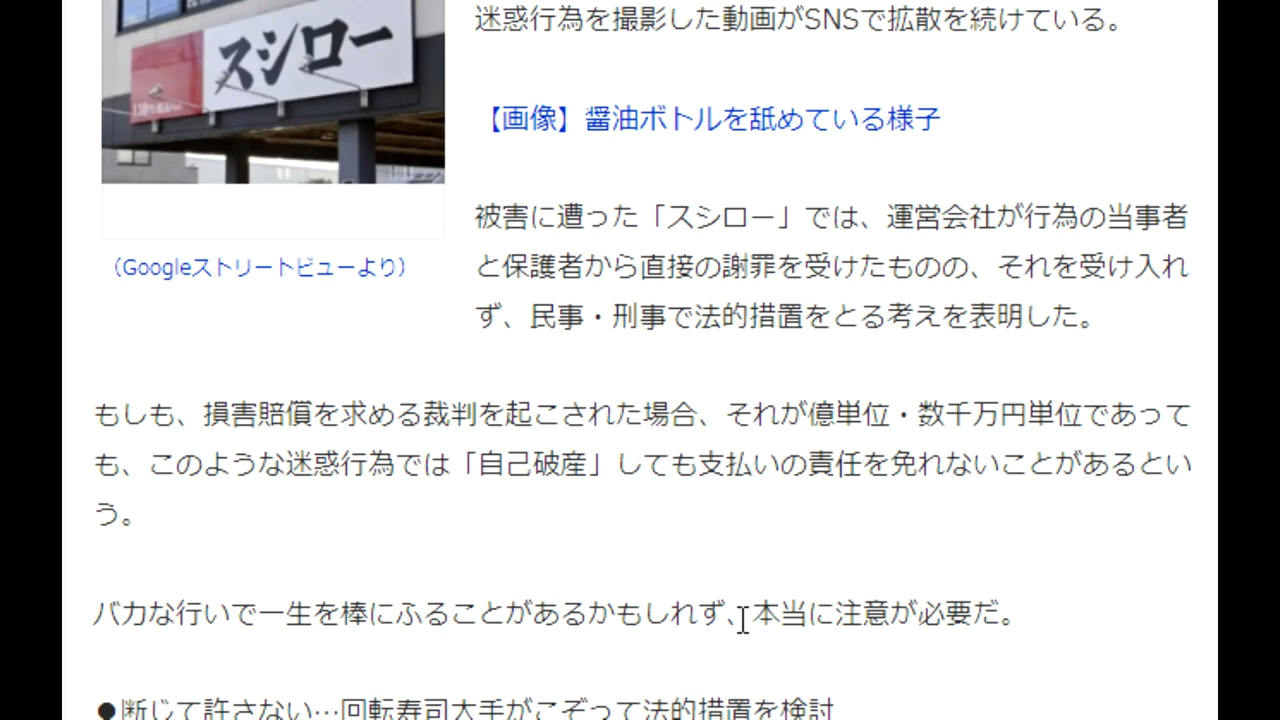 スシロー
迷惑行為を撮影した動画がSNSで拡散を続けている。
【画像】醤油ボトルを舐めている様子
被害に遭った「スシロー」では、運営会社が行為の当事者
と保護者から直接の謝罪を受けたものの、それを受け入れ
ず、民事・刑事で法的措置をとる考えを表明した。
（Googleストリートビューより）
もしも、損害賠償を求める裁判を起こされた場合、それが億単位・数千万円単位であって
も、このような迷惑行為では「自己破産」しても支払いの責任を免れないことがあるとい
う。
バカな行いで一生を棒にふることがあるかもしれず、本当に注意が必要だ。
●断じて許さない…回転寿司大手がこぞって法的措置を検討